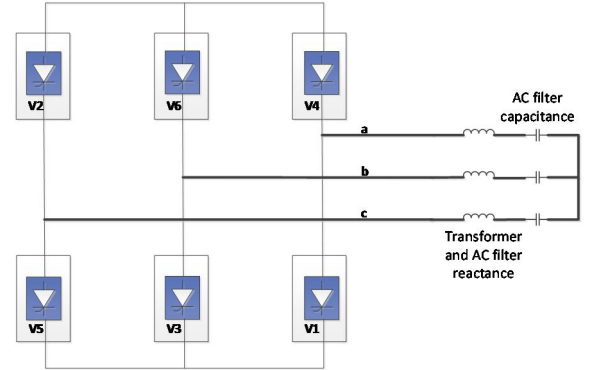 V2
V6
V4
AC filter
capacitance
a
b
c
Transformer
and AC filter
reactance
V5
V3
V1